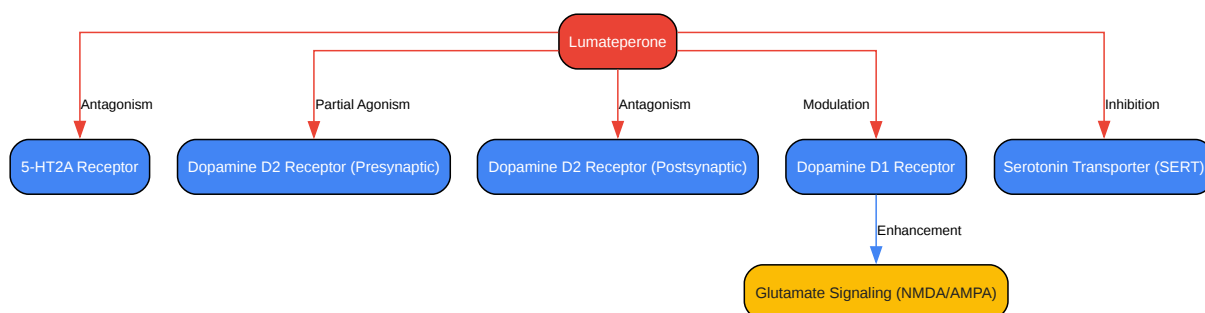 Lumateperone
Antagonism
Partial Agonism
Antagonism
Modulation
Inhibition
5-HT2A Receptor
Dopamine D2 Receptor (Presynaptic)
Dopamine D2 Receptor (Postsynaptic)
Dopamine D1 Receptor
Serotonin Transporter (SERT)
Enhancement
Glutamate Signaling (NMDA/AMPA)